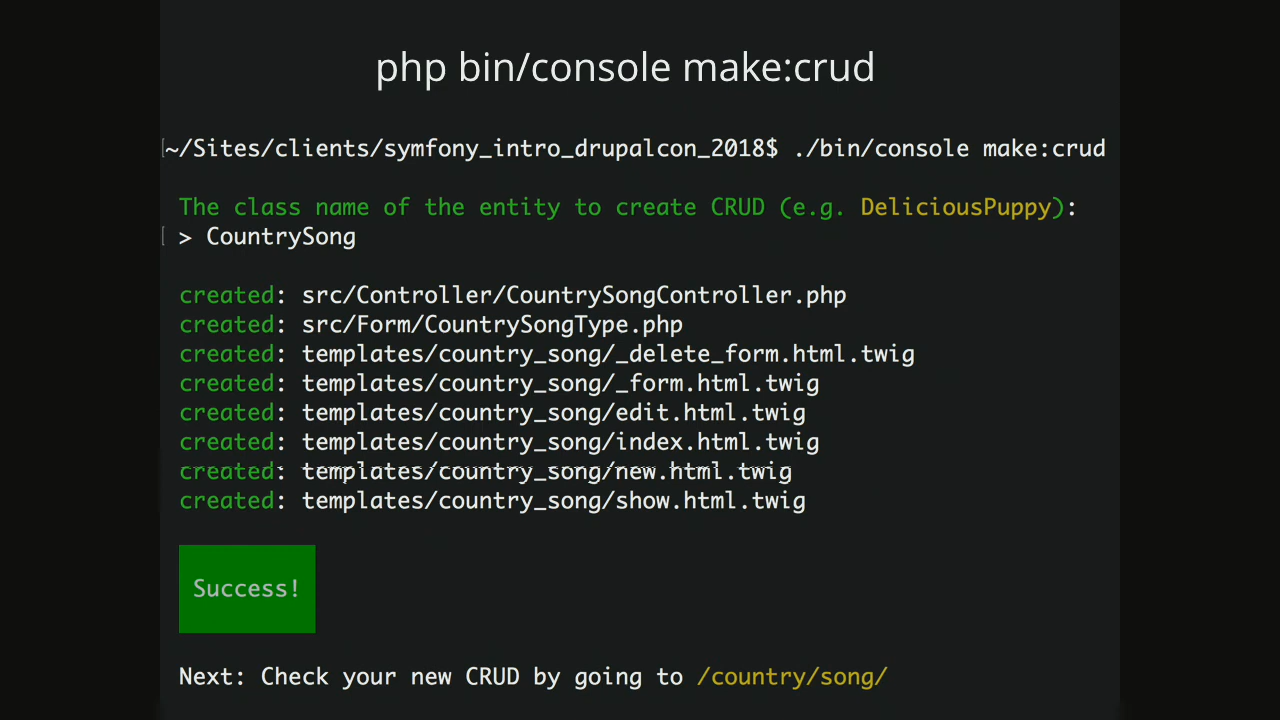 php bin/console make:crud
~/Sites/clients/symfony_intro_drupalcon_2018$ ./bin/console make:crud
The class name of the entity to create CRUD (e.g. DeliciousPuppy):
> CountrySong
created: src/Controller/CountrySongController.php
created: src/Form/CountrySongType.php
created: templates/country_song/_delete_form.html.twig
created: templates/country_song/_form.html.twig
created: templates/country_song/edit.html.twig
created: templates/country_song/index.html.twig
created: templates/country_song/new.html.twig
created: templates/country_song/show.html.twig
Success!
Next: Check your new CRUD by going to /country/song/